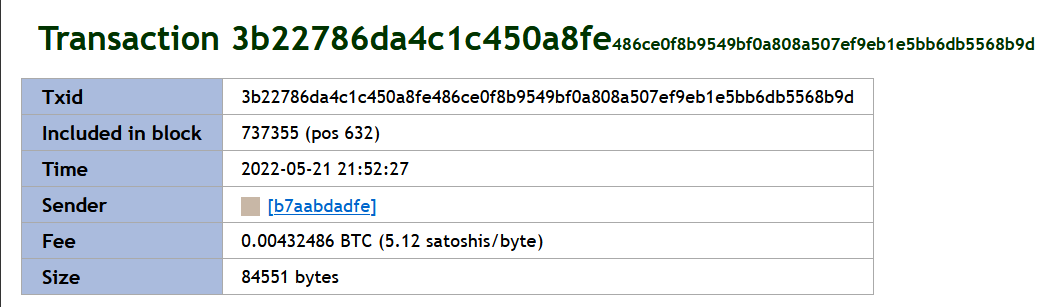 Transaction 3b22786da4c1c450a8fe486ce0f8b9549bf0a808a507ef9eb1e5bb6db5568b9d
Txid 3b22786da4c1c450a8fe486ce0f8b9549bf0a808a507ef9eb1e5bb6db5568b9d
Included in block 737355 (pos 632)
Time 2022-05-21 21:52:27
Sender [b7aabdadfe]
Fee 0.00432486 BTC (5.12 satoshis/byte)
Size 84551 bytes